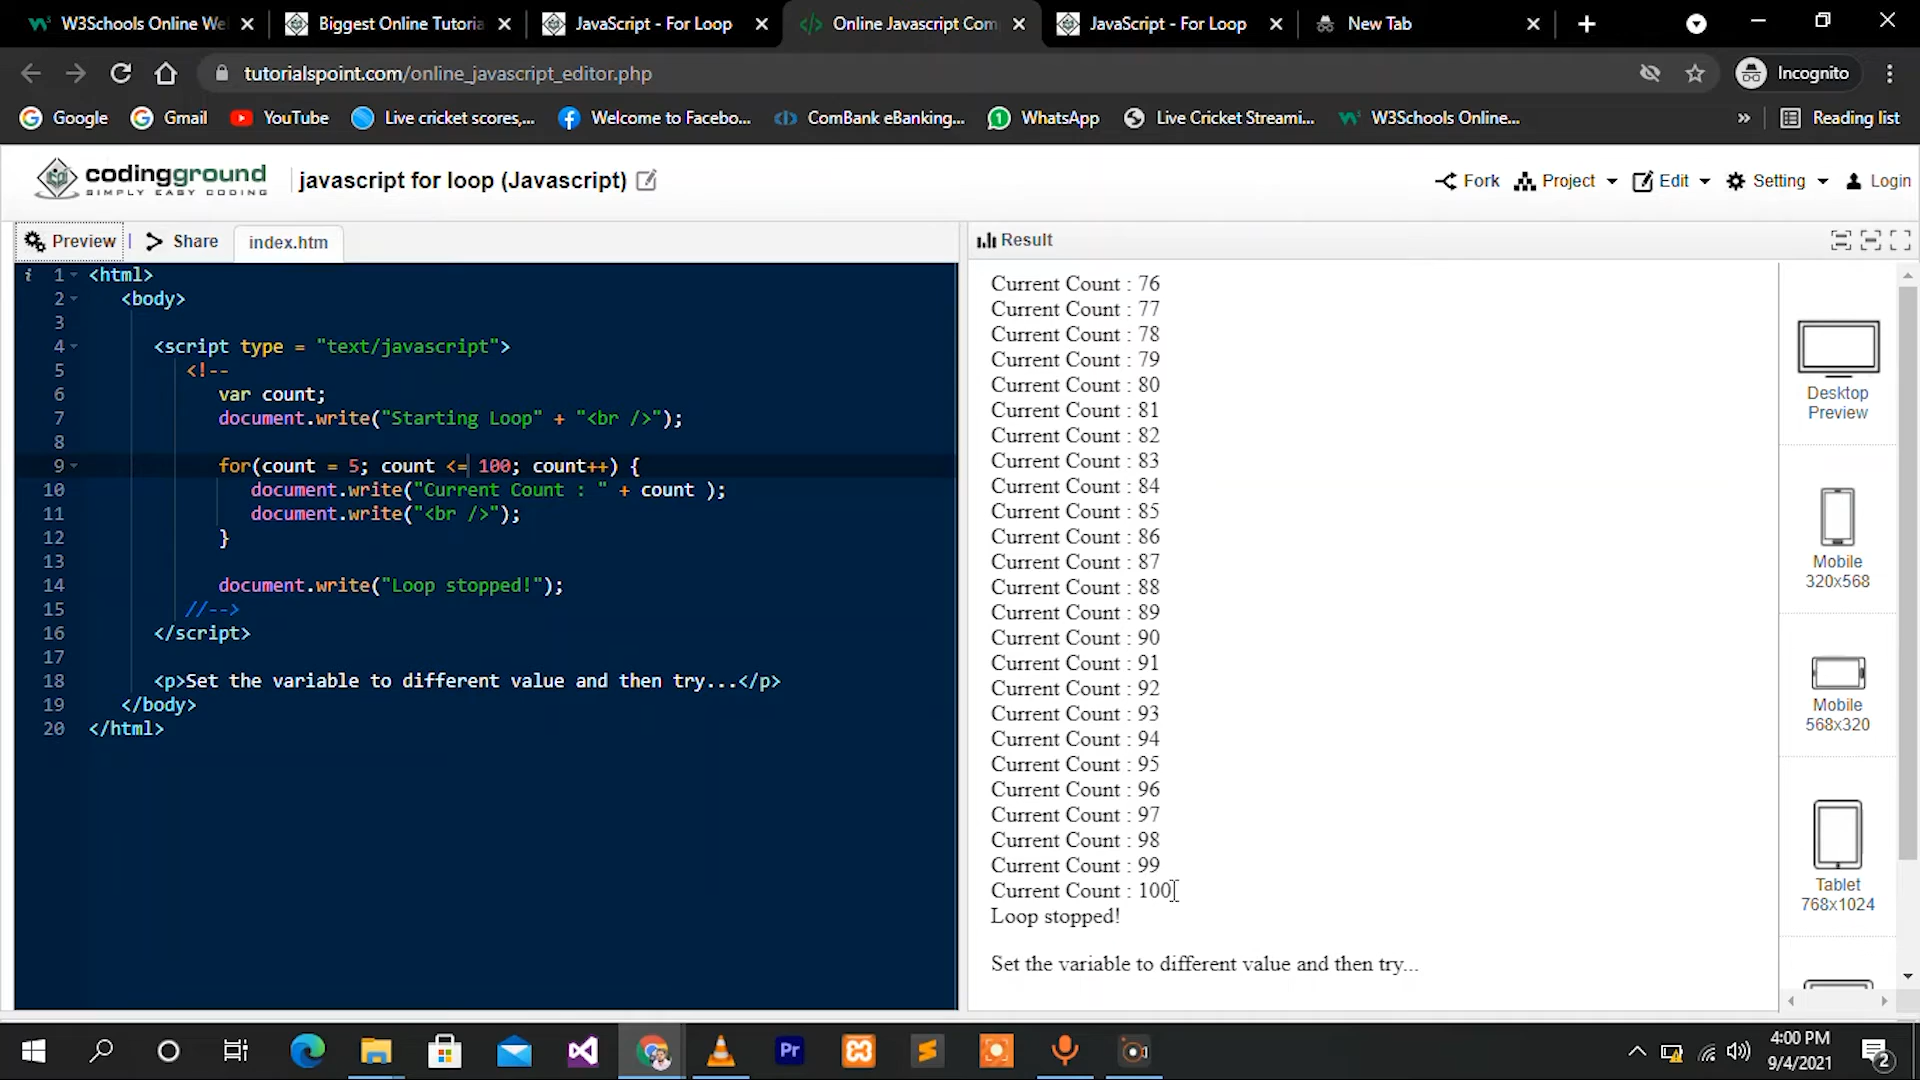 W3Schools Online We
Biggest Online Tutoria
JavaScript - For Loop
Online Javascript Com
JavaScript - For Loop
New Tab
tutorialspoint.com/online_javascript_editor.php
Incognito
Google
Gmail
YouTube
Live cricket scores,...
Welcome to Facebo...
ComBank eBanking...
WhatsApp
Live Cricket Streami...
W3Schools Online...
»
Reading list
codingground
SIMPLY EASY CODING
javascript for loop (Javascript)
Fork
Project
Edit
Setting
Login
Preview
Share
index.htm
Result
i 1 <html>
2 <body>
3
4 <script type = "text/javascript">
5 <!--
6 var count;
7 document.write("Starting Loop" + "<br />");
8
9 for(count = 5; count <= 100; count++) {
10 document.write("Current Count : " + count );
11 document.write("<br />");
12 }
13
14 document.write("Loop stopped!");
15 //-->
16 </script>
17
18 <p>Set the variable to different value and then try...</p>
19 </body>
20 </html>
Current Count : 76
Current Count : 77
Current Count : 78
Current Count : 79
Current Count : 80
Current Count : 81
Current Count : 82
Current Count : 83
Current Count : 84
Current Count : 85
Current Count : 86
Current Count : 87
Current Count : 88
Current Count : 89
Current Count : 90
Current Count : 91
Current Count : 92
Current Count : 93
Current Count : 94
Current Count : 95
Current Count : 96
Current Count : 97
Current Count : 98
Current Count : 99
Current Count : 100
Loop stopped!
Set the variable to different value and then try...
Desktop
Preview
Mobile
320x568
Mobile
568x320
Tablet
768x1024
Pr
4:00 PM
9/4/2021
2